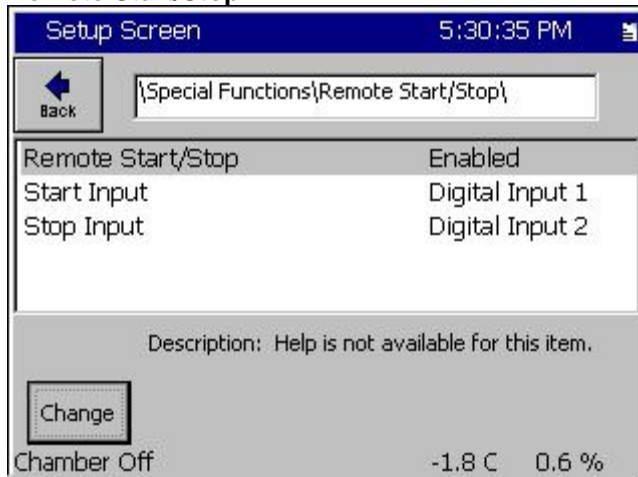 Setup Screen 5:30:35 PM
Back
\Special Functions\Remote Start/Stop\
Remote Start/Stop Enabled
Start Input Digital Input 1
Stop Input Digital Input 2
Description: Help is not available for this item.
Change
Chamber Off -1.8 C 0.6 %